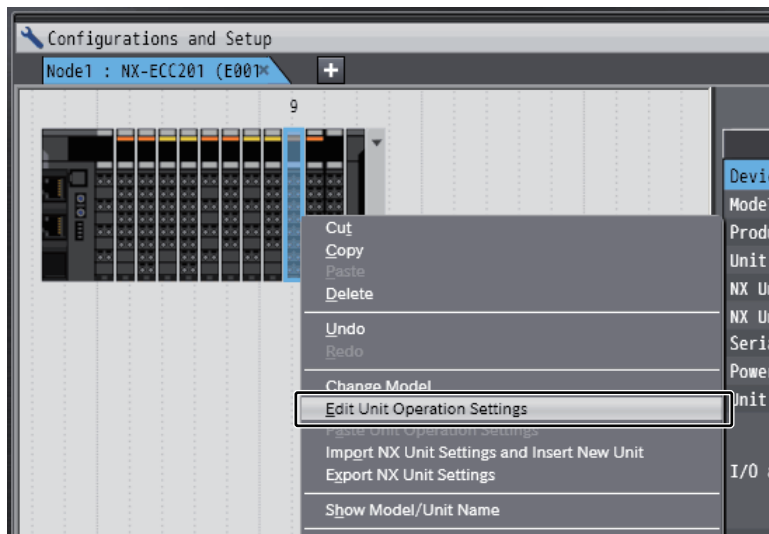 Configurations and Setup
Node1 : NX-ECC201 (E001
9
Cut
Copy
Paste
Delete
Undo
Redo
Change Model
Edit Unit Operation Settings
Paste Unit Operation Settings
Import NX Unit Settings and Insert New Unit
Export NX Unit Settings
Show Model/Unit Name
Devi
Mode
Prod
Unit
NX U
NX U
Seria
Power
Unit
I/O